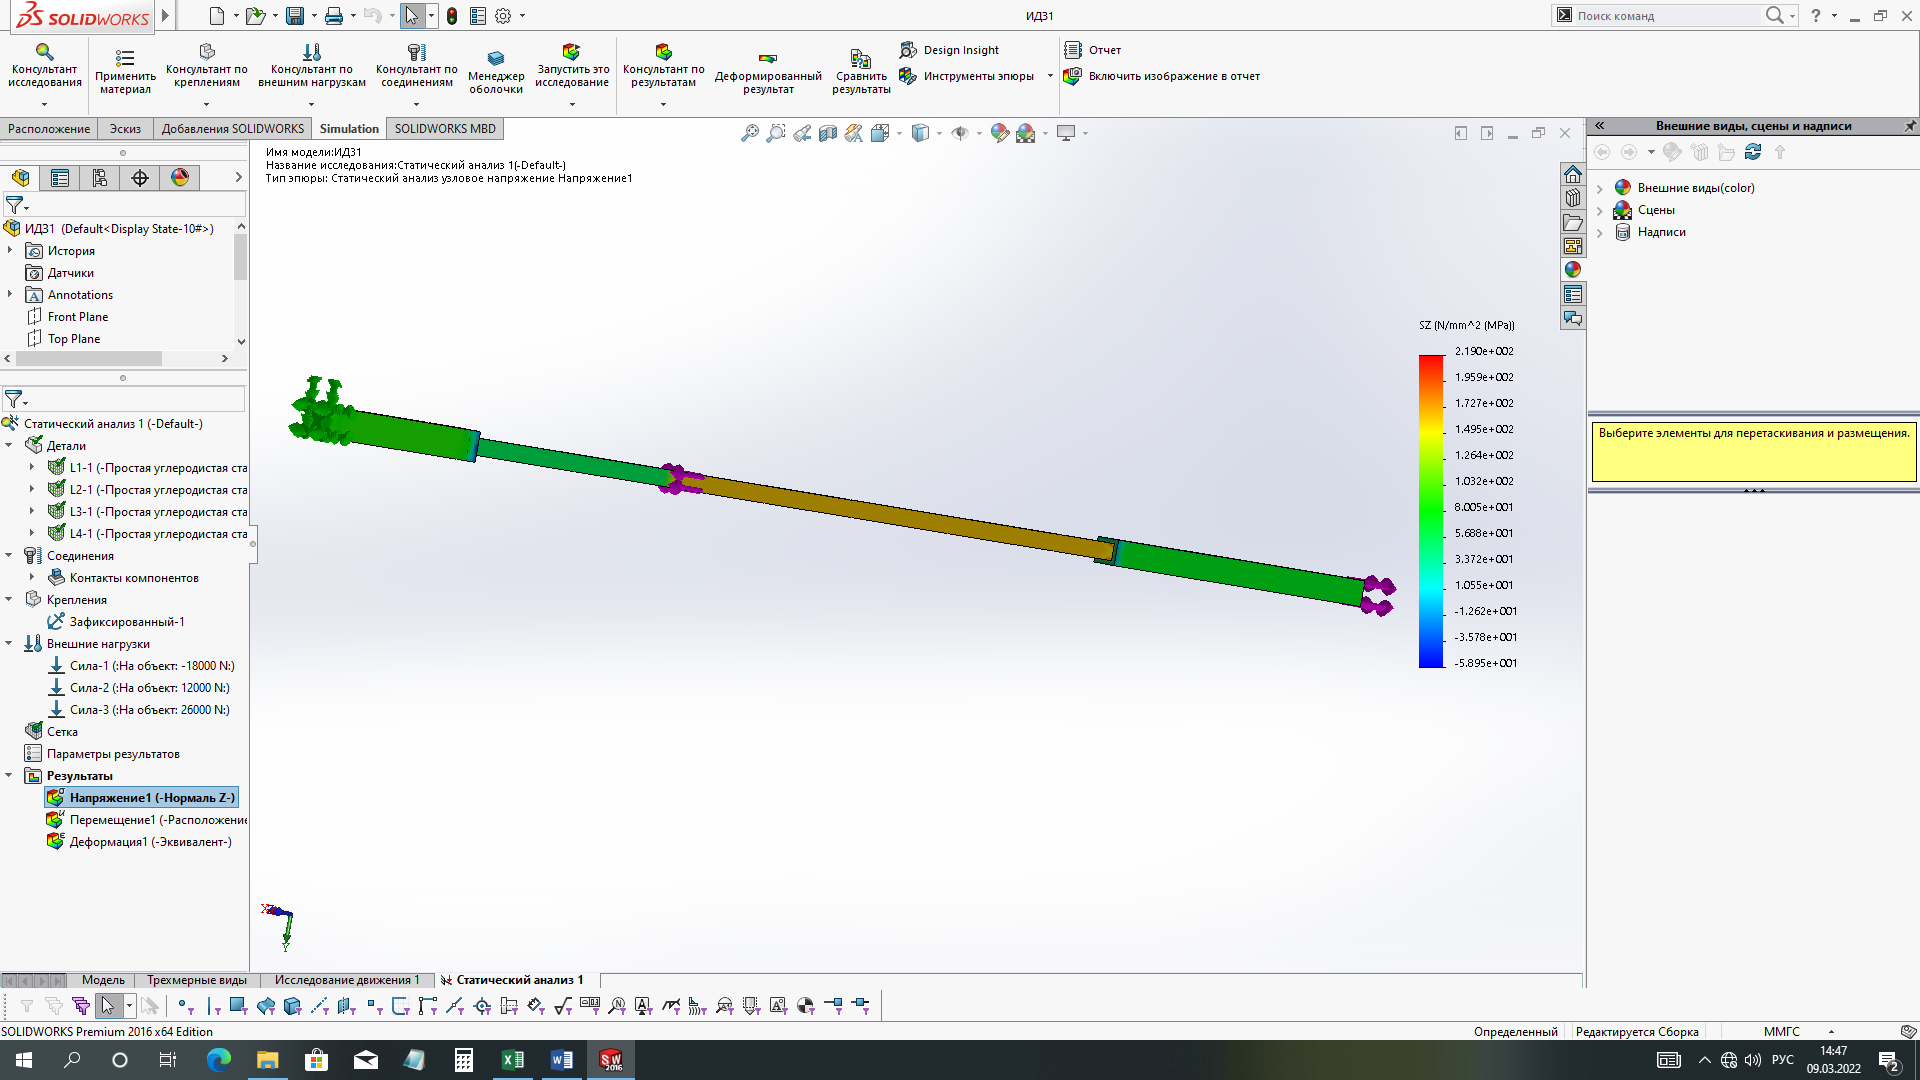 SOLIDWORKS
ИД31
Поиск команд
Консультант исследования
Применить материал
Консультант по креплениям
Консультант по внешним нагрузкам
Консультант по соединениям
Менеджер оболочки
Запустить это исследование
Консультант по результатам
Деформированный результат
Сравнить результаты
Design Insight
Инструменты эпюры
Отчет
Включить изображение в отчет
Расположение
Эскиз
Добавления SOLIDWORKS
Simulation
SOLIDWORKS MBD
Внешние виды, сцены и надписи
Имя модели:ИД31
Название исследования:Статический анализ 1(-Default-)
Тип эпюры: Статический анализ узловое напряжение Напряжение1
Внешние виды(color)
Сцены
Надписи
Выберите элементы для перетаскивания и размещения.
ИД31 (Default<Display State-10#>)
История
Датчики
Annotations
Front Plane
Top Plane
Статический анализ 1 (-Default-)
Детали
L1-1 (-Простая углеродистая ста
L2-1 (-Простая углеродистая ста
L3-1 (-Простая углеродистая ста
L4-1 (-Простая углеродистая ста
Соединения
Контакты компонентов
Крепления
Зафиксированный-1
Внешние нагрузки
Сила-1 (:На объект: -18000 N:)
Сила-2 (:На объект: 12000 N:)
Сила-3 (:На объект: 26000 N:)
Сетка
Параметры результатов
Результаты
Напряжение1 (-Нормаль Z-)
Перемещение1 (-Расположение
Деформация1 (-Эквивалент-)
SZ (N/mm^2 (MPa))
2.190e+002
1.959e+002
1.727e+002
1.495e+002
1.264e+002
1.032e+002
8.005e+001
5.688e+001
3.372e+001
1.055e+001
-1.262e+001
-3.578e+001
-5.895e+001
Y
Модель
Трехмерные виды
Исследование движения 1
Статический анализ 1
SOLIDWORKS Premium 2016 x64 Edition
Определенный
Редактируется Сборка
ММГС
РУС
14:47
09.03.2022
2